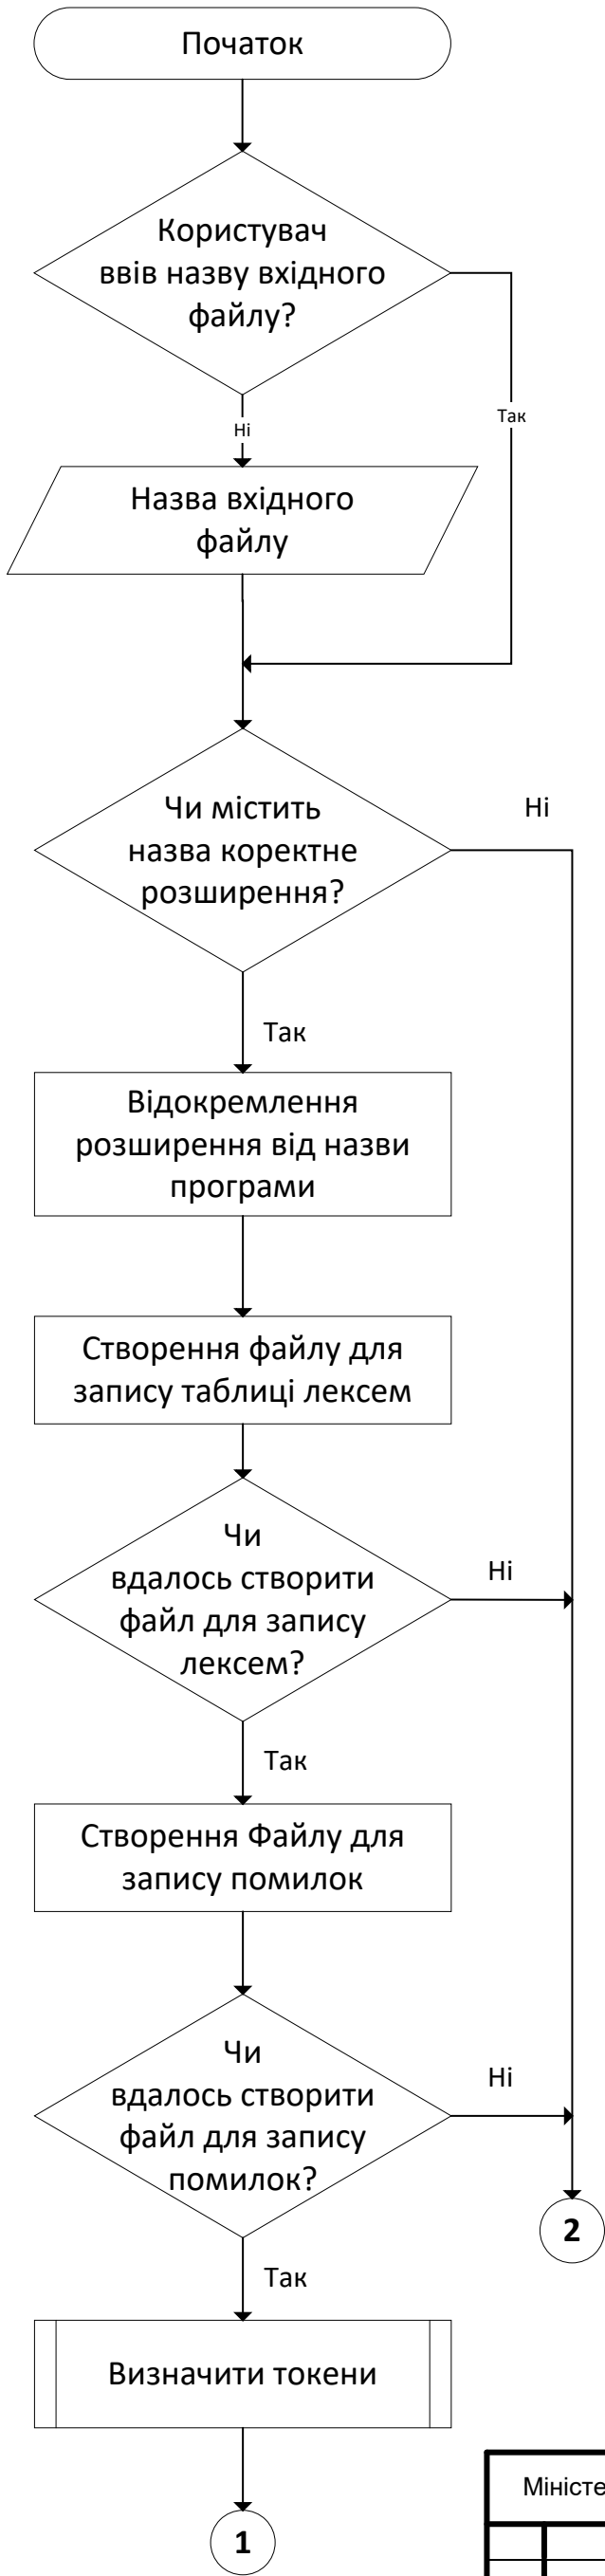 Початок
Користувач
ввів назву вхідного
файлу?
Ні
Так
Назва вхідного
файлу
Чи містить
назва коректне
розширення?
Ні
Так
Відокремлення
розширення від назви
програми
Створення файлу для
запису таблиці лексем
Чи
вдалось створити
файл для запису
лексем?
Ні
Так
Створення Файлу для
запису помилок
Чи
вдалось створити
файл для запису
помилок?
Ні
2
Так
Визначити токени
1
Міністе